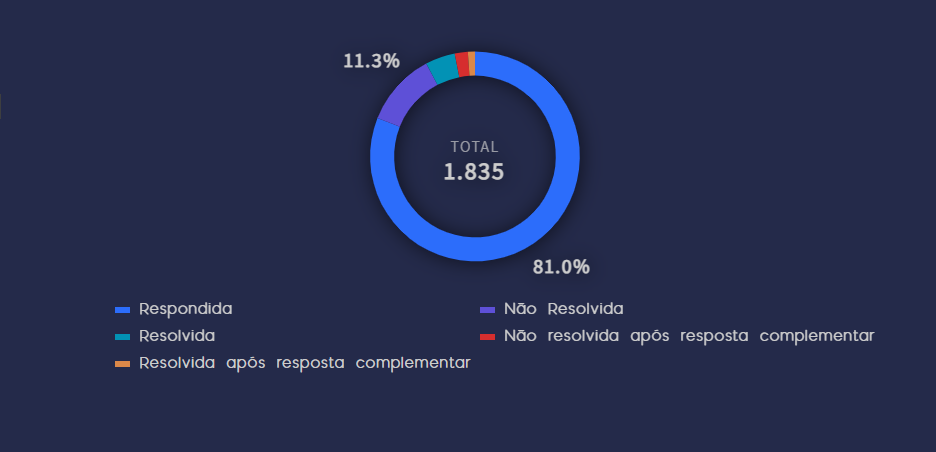 11.3%
TOTAL
1.835
81.0%
Respondida
Não Resolvida
Resolvida
Não resolvida após resposta complementar
Resolvida após resposta complementar